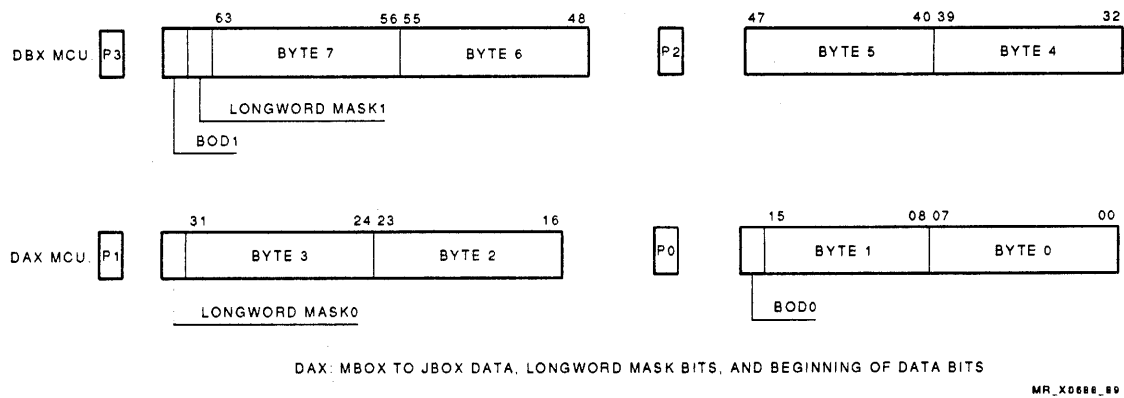 63 56 55 48 47 40 39 32
DBX MCU. P3 BYTE 7 BYTE 6 P2 BYTE 5 BYTE 4
LONGWORD MASK1
BOD1
31 24 23 16 15 08 07 00
DAX MCU. P1 BYTE 3 BYTE 2 P0 BYTE 1 BYTE 0
LONGWORD MASK0 BOD0
DAX: MBOX TO JBOX DATA, LONGWORD MASK BITS, AND BEGINNING OF DATA BITS
MR_X0686_89